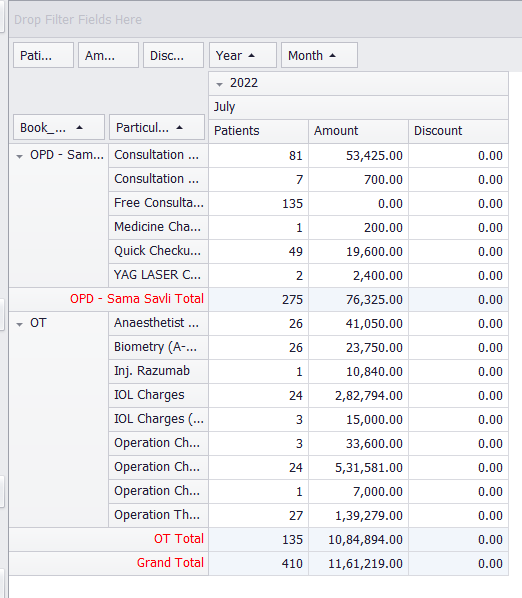 Drop Filter Fields Here
Pati... Am... Disc... Year Month
2022
July
Book_... Particul... Patients Amount Discount
OPD - Sam... Consultation ... 81 53,425.00 0.00
Consultation ... 7 700.00 0.00
Free Consulta... 135 0.00 0.00
Medicine Cha... 1 200.00 0.00
Quick Checku... 49 19,600.00 0.00
YAG LASER C... 2 2,400.00 0.00
OPD - Sama Savli Total 275 76,325.00 0.00
OT Anaesthetist ... 26 41,050.00 0.00
Biometry (A-... 26 23,750.00 0.00
Inj. Razumab 1 10,840.00 0.00
IOL Charges 24 2,82,794.00 0.00
IOL Charges (... 3 15,000.00 0.00
Operation Ch... 3 33,600.00 0.00
Operation Ch... 24 5,31,581.00 0.00
Operation Ch... 1 7,000.00 0.00
Operation Th... 27 1,39,279.00 0.00
OT Total 135 10,84,894.00 0.00
Grand Total 410 11,61,219.00 0.00